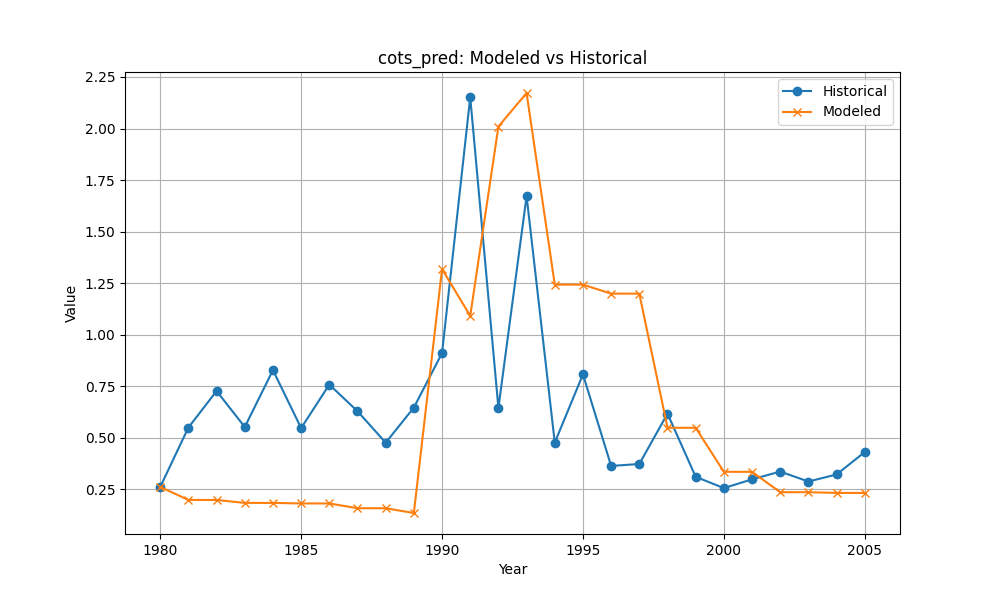 cots_pred: Modeled vs Historical
Historical
Modeled
Value
2.25
2.00
1.75
1.50
1.25
1.00
0.75
0.50
0.25
1980 1985 1990 1995 2000 2005
Year